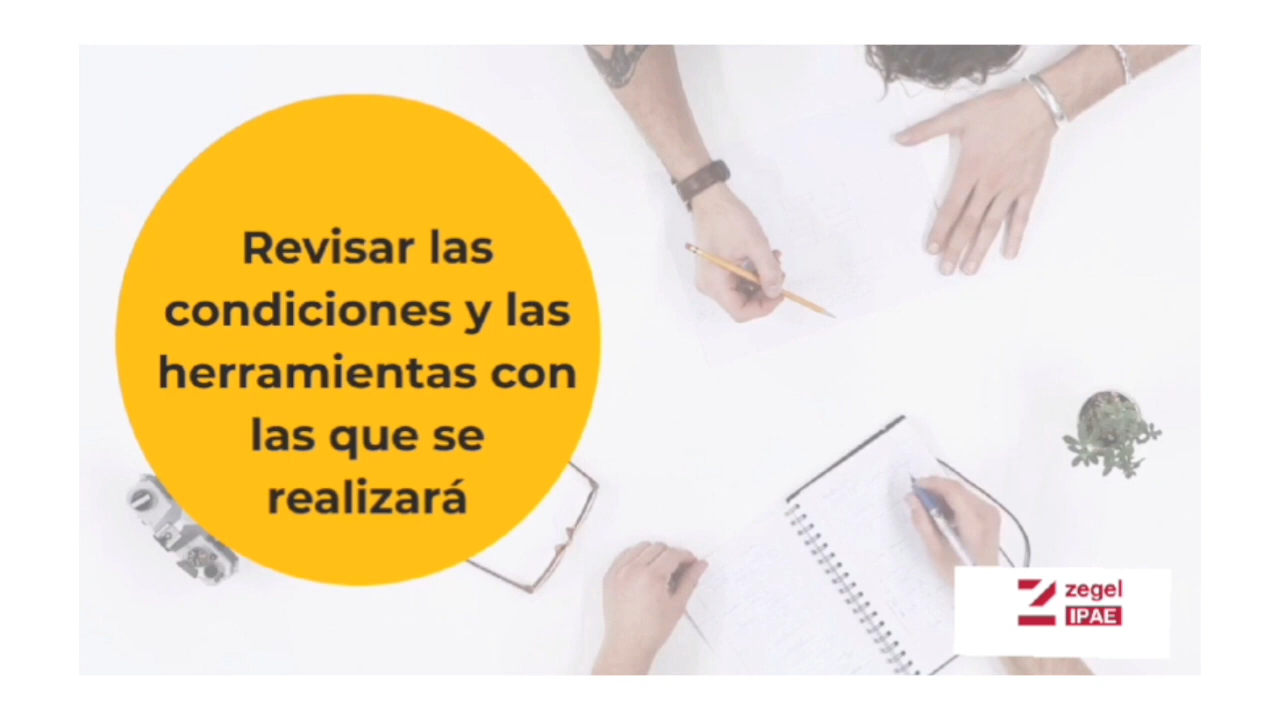 Revisar las
condiciones y las
herramientas con
las que se
realizará
zegel
IPAE